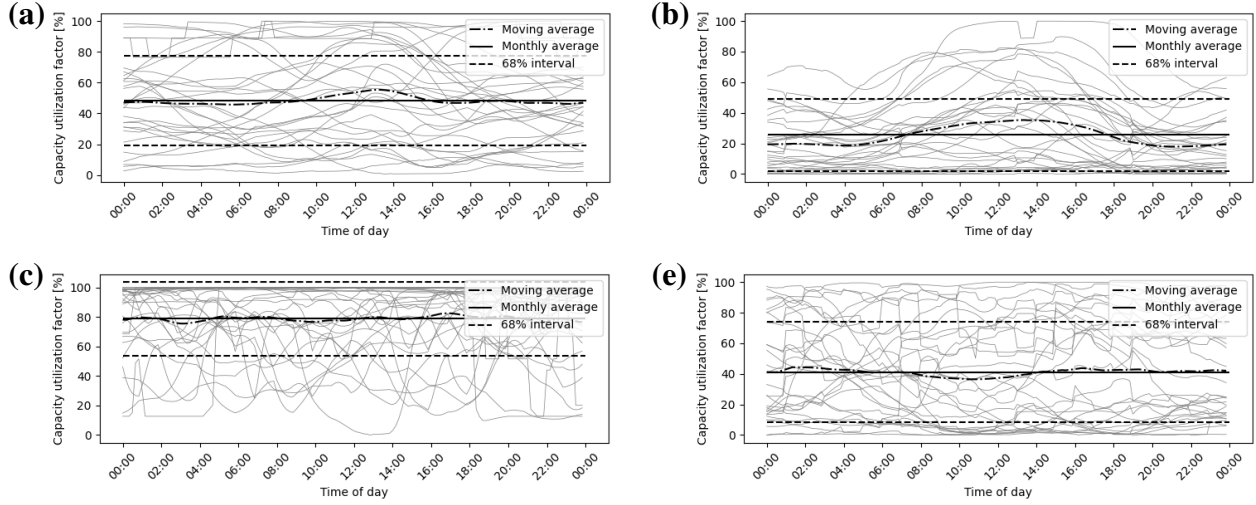 (a)
Capacity utilization factor [%]
100
80
60
40
20
0
Moving average
Monthly average
68% interval
00:00 02:00 04:00 06:00 08:00 10:00 12:00 14:00 16:00 18:00 20:00 22:00 00:00
Time of day
(b)
Capacity utilization factor [%]
100
80
60
40
20
0
Moving average
Monthly average
68% interval
00:00 02:00 04:00 06:00 08:00 10:00 12:00 14:00 16:00 18:00 20:00 22:00 00:00
Time of day
(c)
Capacity utilization factor [%]
100
80
60
40
20
0
Moving average
Monthly average
68% interval
00:00 02:00 04:00 06:00 08:00 10:00 12:00 14:00 16:00 18:00 20:00 22:00 00:00
Time of day
(e)
Capacity utilization factor [%]
100
80
60
40
20
0
Moving average
Monthly average
68% interval
00:00 02:00 04:00 06:00 08:00 10:00 12:00 14:00 16:00 18:00 20:00 22:00 00:00
Time of day